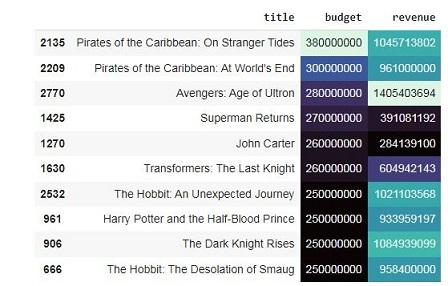 title budget revenue
2135 Pirates of the Caribbean: On Stranger Tides 380000000 1045713802
2209 Pirates of the Caribbean: At World's End 300000000 961000000
2770 Avengers: Age of Ultron 280000000 1405403694
1425 Superman Returns 270000000 391081192
1270 John Carter 260000000 284139100
1630 Transformers: The Last Knight 260000000 604942143
2532 The Hobbit: An Unexpected Journey 250000000 1021103568
961 Harry Potter and the Half-Blood Prince 250000000 933959197
906 The Dark Knight Rises 250000000 1084939099
666 The Hobbit: The Desolation of Smaug 250000000 958400000